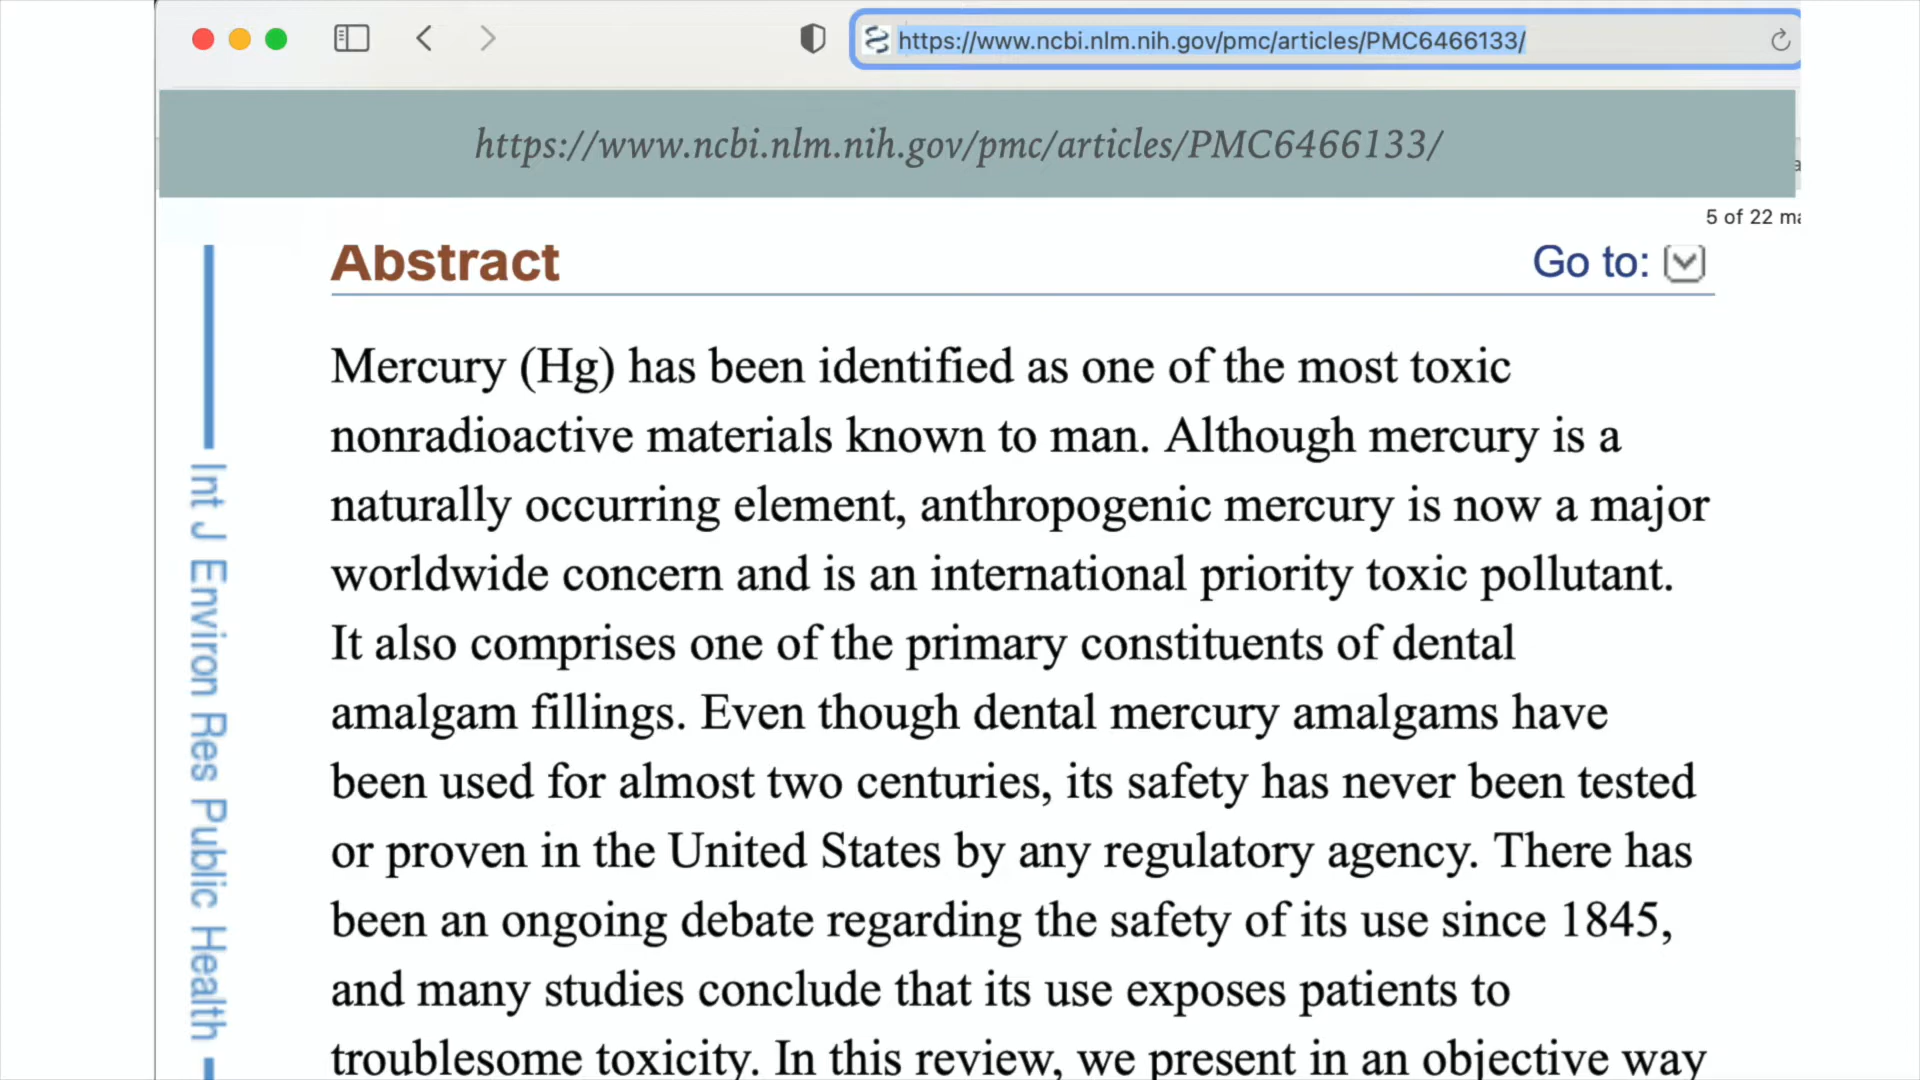 https://www.ncbi.nlm.nih.gov/pmc/articles/PMC6466133/
https://www.ncbi.nlm.nih.gov/pmc/articles/PMC6466133/
5 of 22
Abstract
Go to:
Mercury (Hg) has been identified as one of the most toxic
nonradioactive materials known to man. Although mercury is a
naturally occurring element, anthropogenic mercury is now a major
worldwide concern and is an international priority toxic pollutant.
It also comprises one of the primary constituents of dental
amalgam fillings. Even though dental mercury amalgams have
been used for almost two centuries, its safety has never been tested
or proven in the United States by any regulatory agency. There has
been an ongoing debate regarding the safety of its use since 1845,
and many studies conclude that its use exposes patients to
troublesome toxicity. In this review, we present in an objective way
Int J Environ Res Public Health